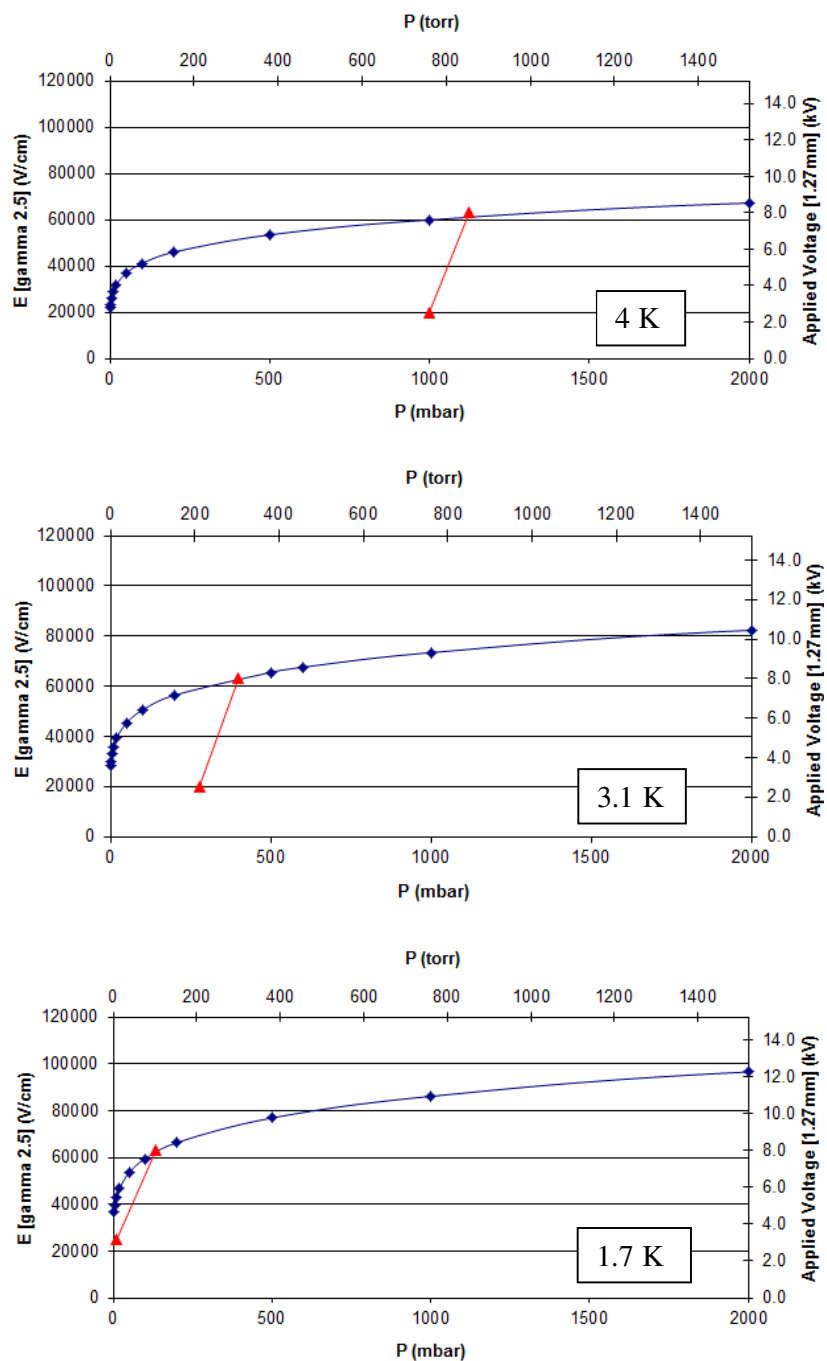 P (torr)
0 200 400 600 800 1000 1200 1400
120000
100000
80000
60000
40000
20000
0
E [gamma 2.5] (V/cm)
14.0
12.0
10.0
8.0
6.0
4.0
2.0
0.0
Applied Voltage [1.27mm] (kV)
4 K
0 500 1000 1500 2000
P (mbar)
P (torr)
0 200 400 600 800 1000 1200 1400
120000
100000
80000
60000
40000
20000
0
E [gamma 2.5] (V/cm)
14.0
12.0
10.0
8.0
6.0
4.0
2.0
0.0
Applied Voltage [1.27mm] (kV)
3.1 K
0 500 1000 1500 2000
P (mbar)
P (torr)
0 200 400 600 800 1000 1200 1400
120000
100000
80000
60000
40000
20000
0
E [gamma 2.5] (V/cm)
14.0
12.0
10.0
8.0
6.0
4.0
2.0
0.0
Applied Voltage [1.27mm] (kV)
1.7 K
0 500 1000 1500 2000
P (mbar)